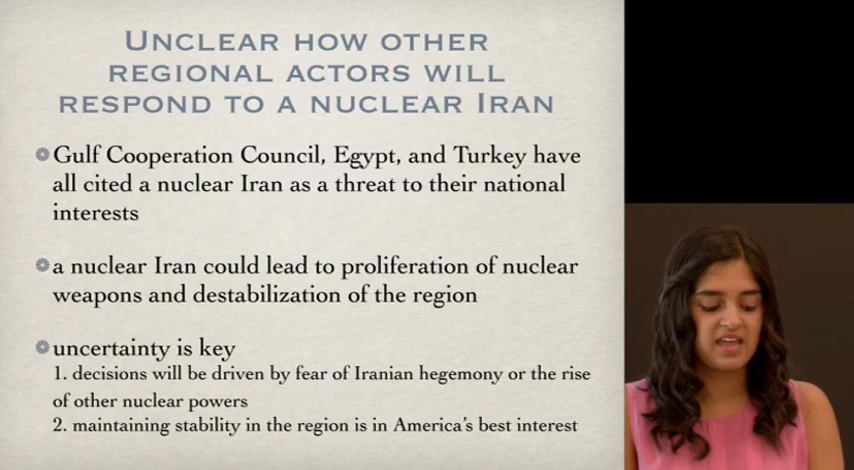 Unclear how other
regional actors will
respond to a nuclear Iran
Gulf Cooperation Council, Egypt, and Turkey have
all cited a nuclear Iran as a threat to their national
interests
a nuclear Iran could lead to proliferation of nuclear
weapons and destabilization of the region
uncertainty is key
1. decisions will be driven by fear of Iranian hegemony or the rise
of other nuclear powers
2. maintaining stability in the region is in America's best interest